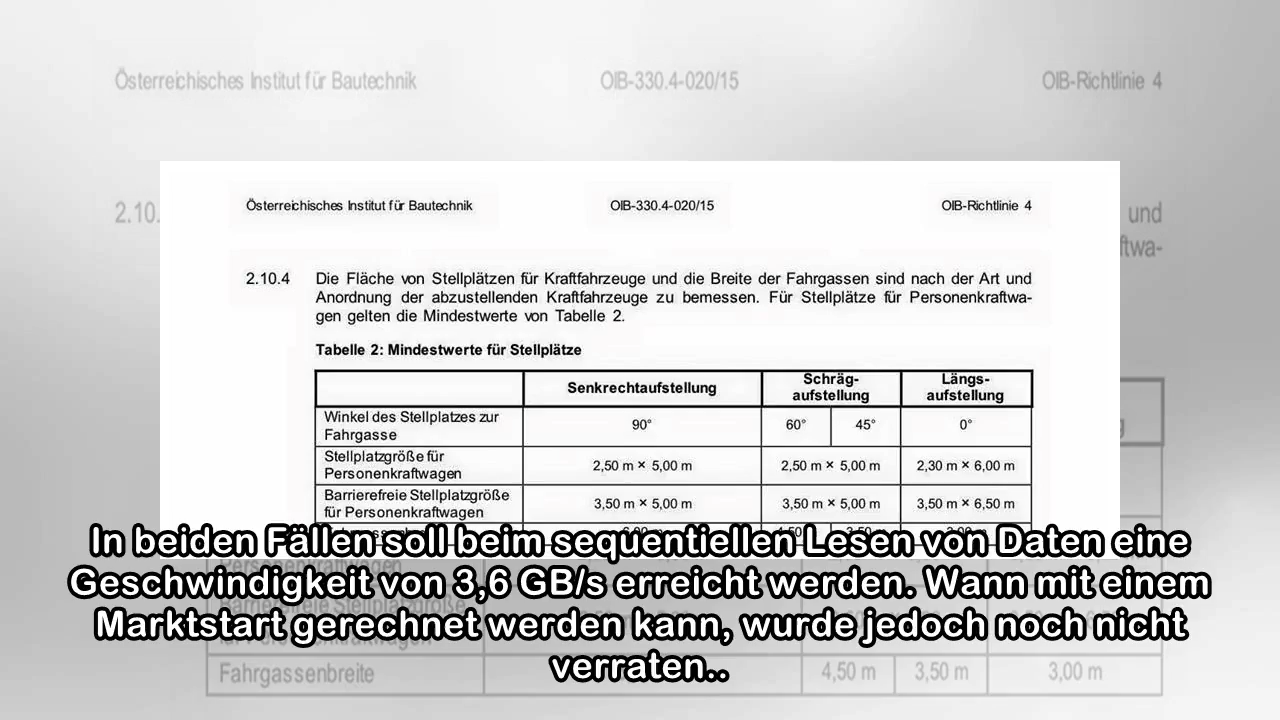 Österreichisches Institut für Bautechnik OIB-330.4-020/15 OIB-Richtlinie 4
Österreichisches Institut für Bautechnik OIB-330.4-020/15 OIB-Richtlinie 4
2.10. und
ftwa-
2.10.4 Die Fläche von Stellplätzen für Kraftfahrzeuge und die Breite der Fahrgassen sind nach der Art und
Anordnung der abzustellenden Kraftfahrzeuge zu bemessen. Für Stellplätze für Personenkraftwa-
gen gelten die Mindestwerte von Tabelle 2.
Tabelle 2: Mindestwerte für Stellplätze
Senkrechtaufstellung Schräg- Längs-
aufstellung aufstellung
Winkel des Stellplatzes zur 90° 60° 45° 0°
Fahrgasse
Stellplatzgröße für 2,50 m × 5,00 m 2,50 m × 5,00 m 2,30 m × 6,00 m
Personenkraftwagen
Barrierefreie Stellplatzgröße 3,50 m × 5,00 m 3,50 m × 5,00 m 3,50 m × 6,50 m
für Personenkraftwagen
In beiden Fällen soll beim sequentiellen Lesen von Daten eine
Geschwindigkeit von 3,6 GB/s erreicht werden. Wann mit einem
Marktstart gerechnet werden kann, wurde jedoch noch nicht
verraten..
Fahrgassenbreite 4,50 m 3,50 m 3,00 m